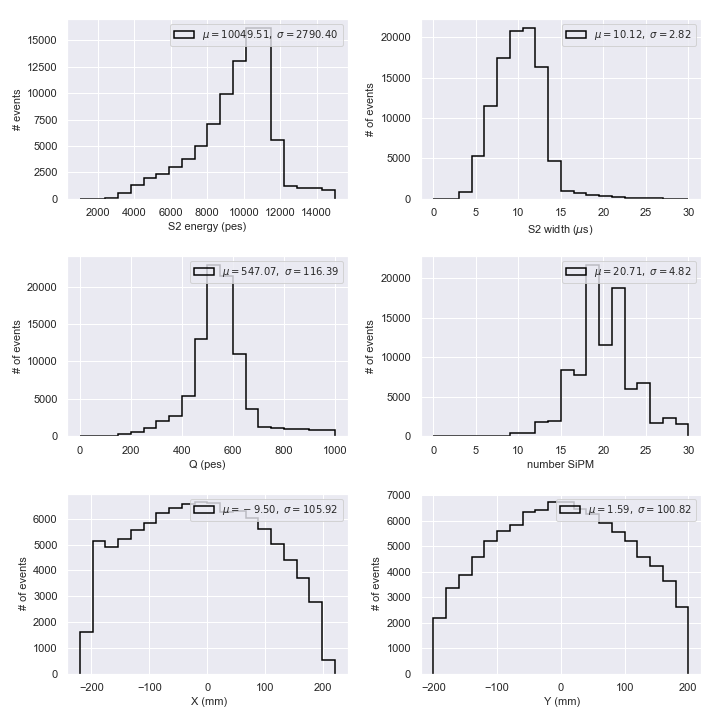 μ = 10049.51, σ = 2790.40
# events
15000
12500
10000
7500
5000
2500
0
2000 4000 6000 8000 10000 12000 14000
S2 energy (pes)
μ = 10.12, σ = 2.82
# of events
20000
15000
10000
5000
0
0 5 10 15 20 25 30
S2 width (μs)
μ = 547.07, σ = 116.39
# of events
20000
15000
10000
5000
0
0 200 400 600 800 1000
Q (pes)
μ = 20.71, σ = 4.82
# of events
20000
15000
10000
5000
0
0 5 10 15 20 25 30
number SiPM
μ = −9.50, σ = 105.92
# of events
6000
5000
4000
3000
2000
1000
0
−200 −100 0 100 200
X (mm)
μ = 1.59, σ = 100.82
# of events
7000
6000
5000
4000
3000
2000
1000
0
−200 −100 0 100 200
Y (mm)